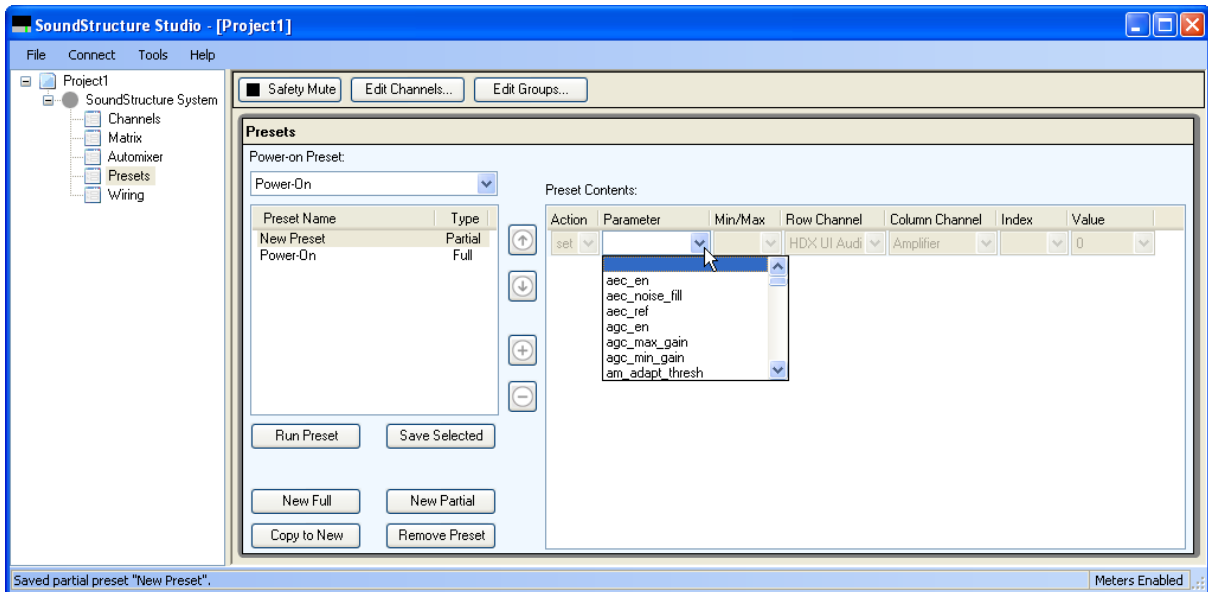 SoundStructure Studio - [Project1]
File Connect Tools Help
Project1
SoundStructure System
Channels
Matrix
Automixer
Presets
Wiring
Safety Mute Edit Channels... Edit Groups...
Presets
Power-on Preset:
Power-On
Preset Name Type
New Preset Partial
Power-On Full
Run Preset Save Selected
New Full New Partial
Copy to New Remove Preset
Preset Contents:
Action Parameter Min/Max Row Channel Column Channel Index Value
set HDX UI Audi Amplifier 0
aec_en
aec_noise_fill
aec_ref
agc_en
agc_max_gain
agc_min_gain
am_adapt_thresh
Saved partial preset "New Preset". Meters Enabled